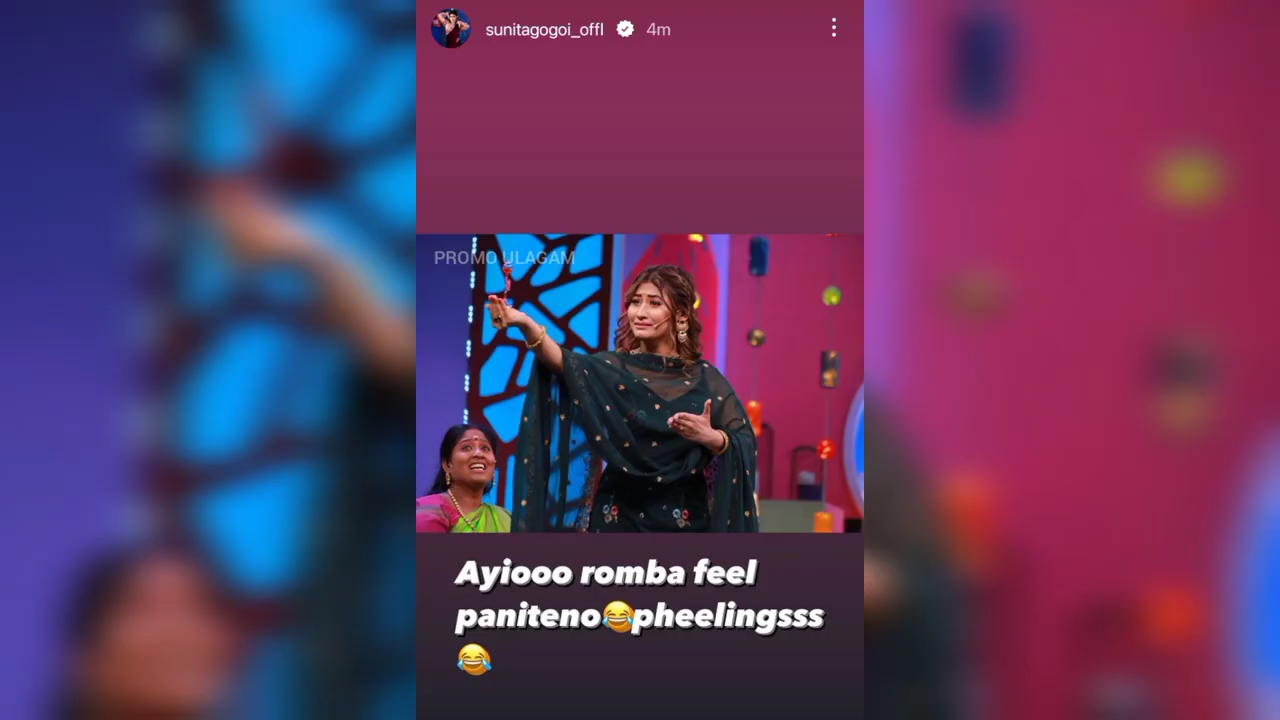 sunitagogoi_offl 4m
PROMO ULAGAM
Ayiooo romba feel
paniteno😂pheelingsss
😂